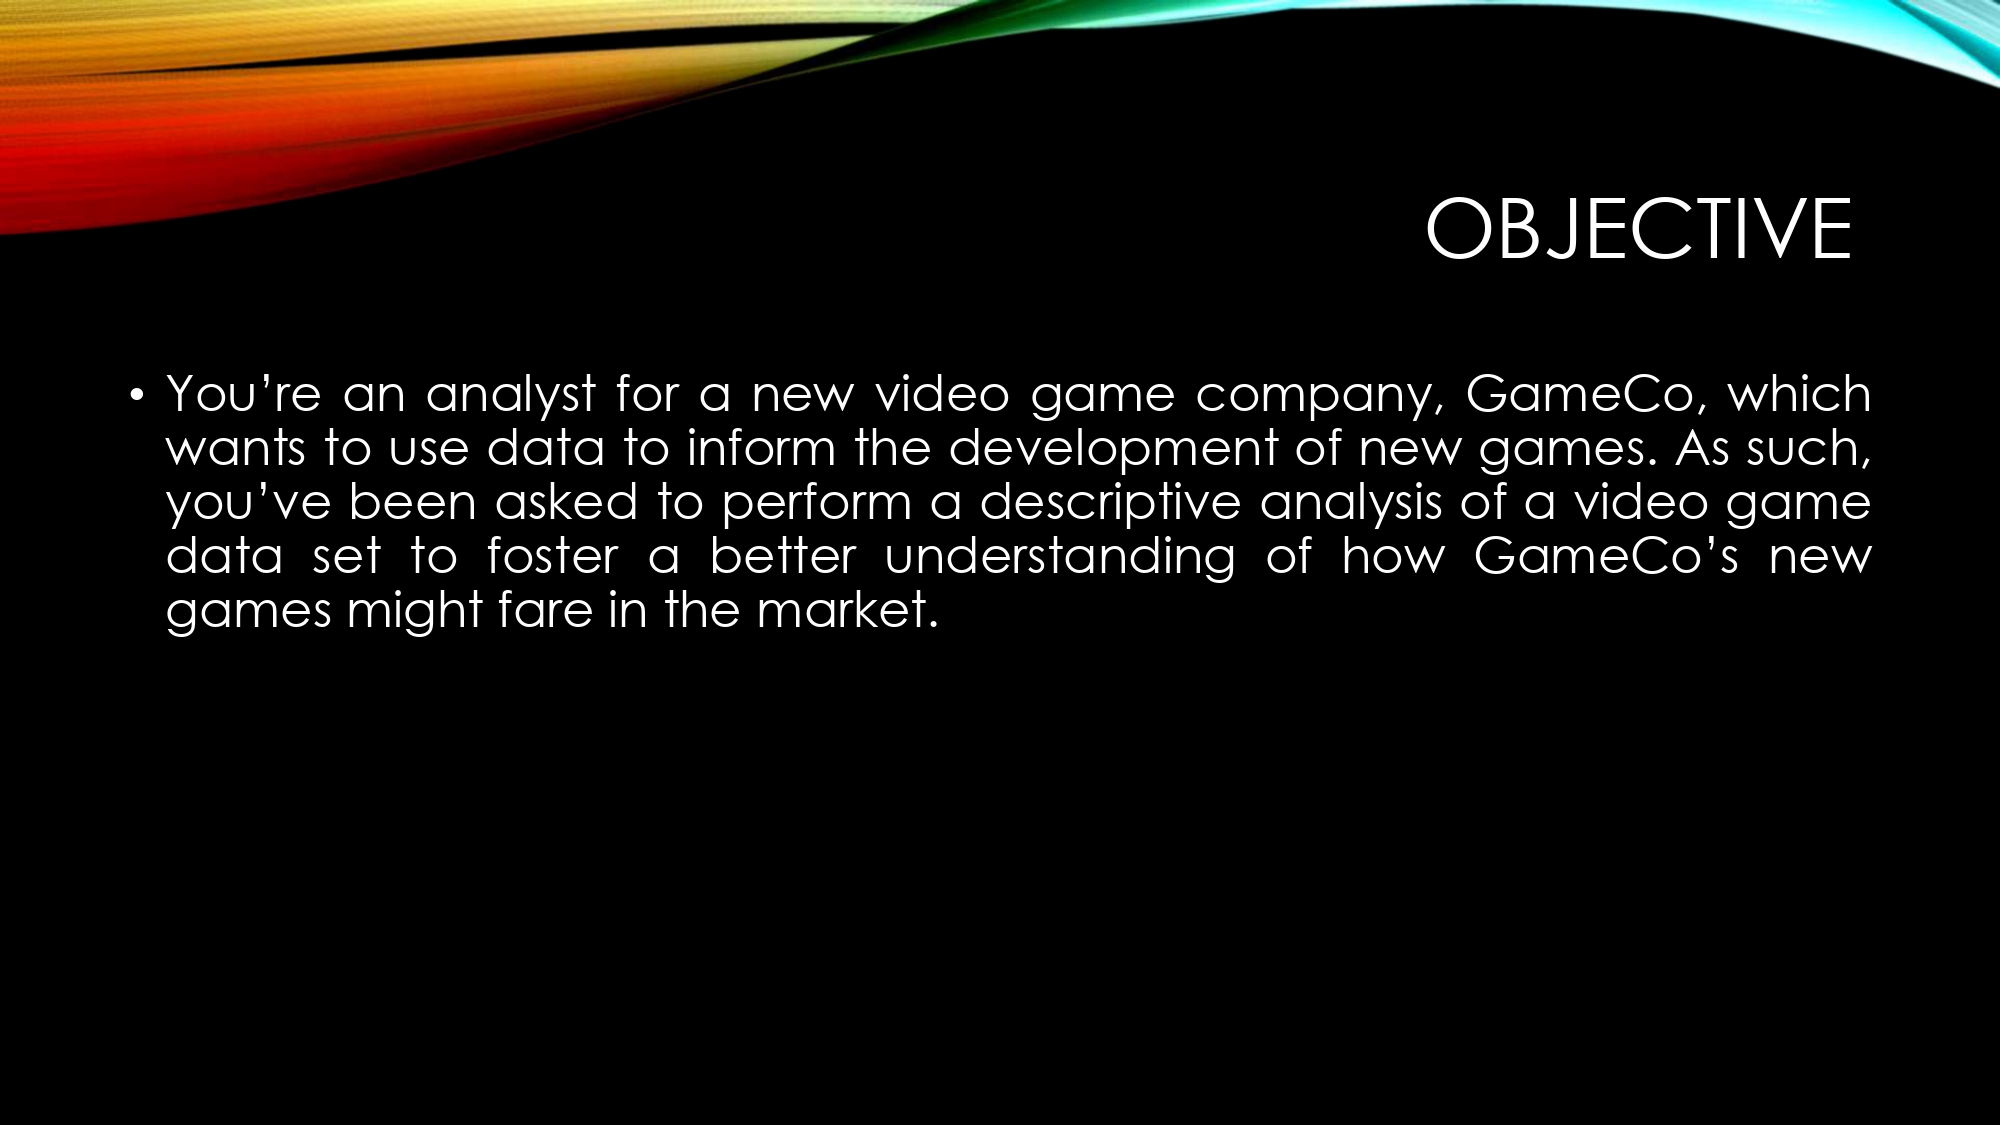 OBJECTIVE
• You’re an analyst for a new video game company, GameCo, which
wants to use data to inform the development of new games. As such,
you’ve been asked to perform a descriptive analysis of a video game
data set to foster a better understanding of how GameCo’s new
games might fare in the market.